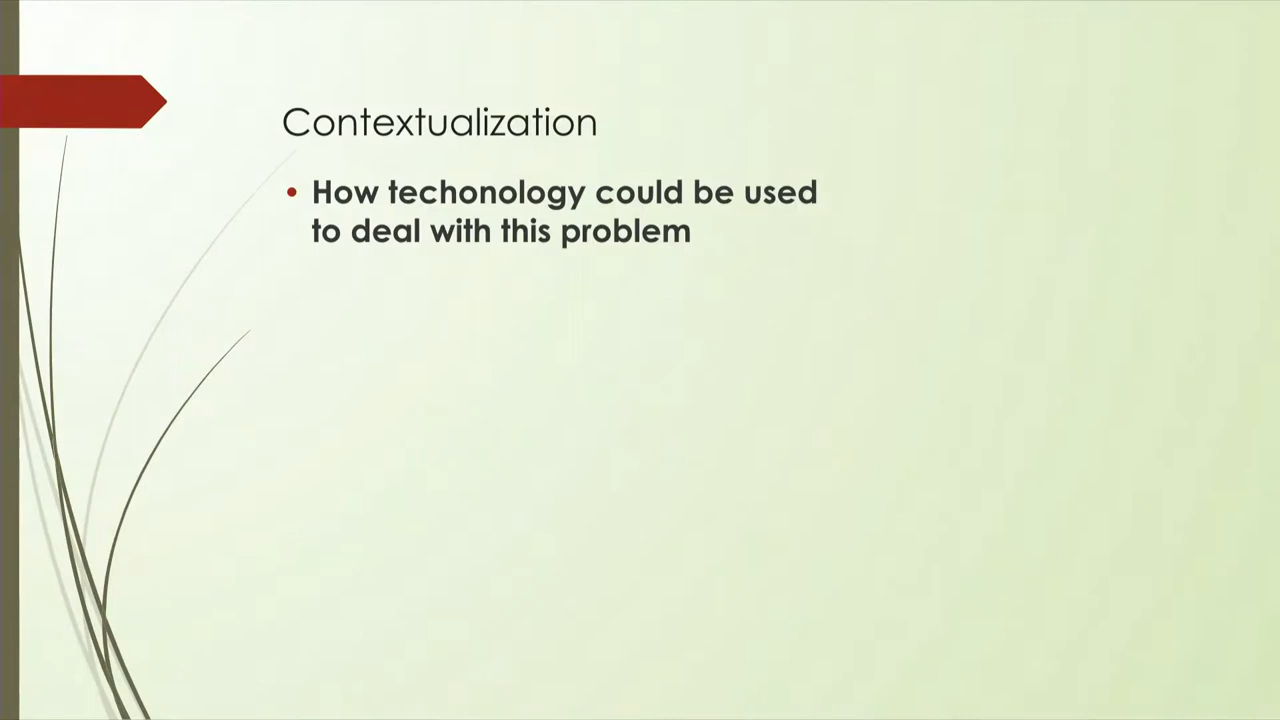 Contextualization
• How techonology could be used
to deal with this problem